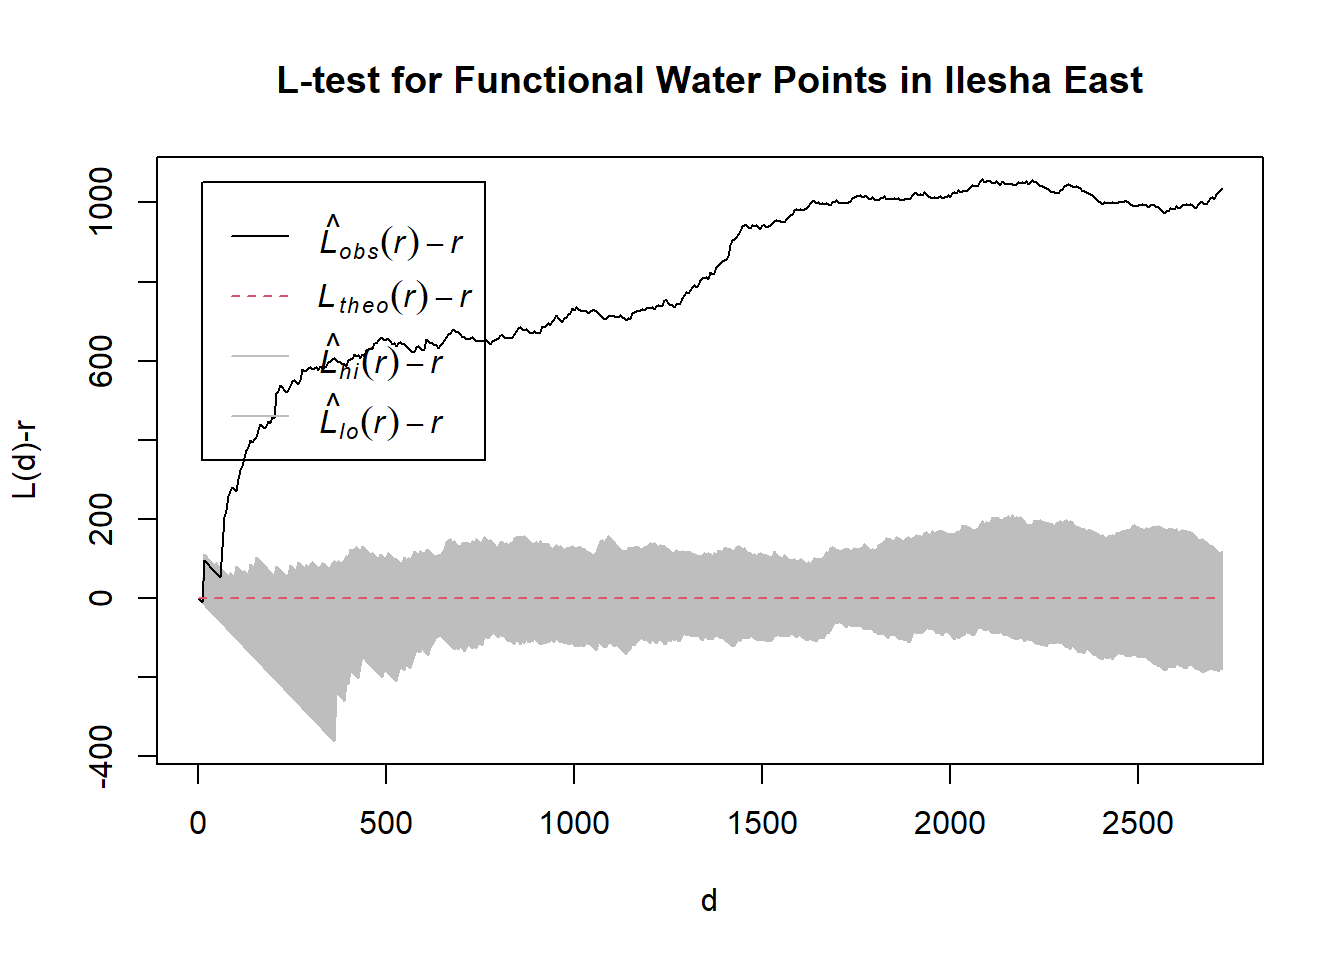 L-test for Functional Water Points in Ilesha East
L̂obs(r) – r
Ltheo(r) – r
L̂hi(r) – r
L̂lo(r) – r
L(d)-r
1000
600
200
0
-400
0 500 1000 1500 2000 2500
d